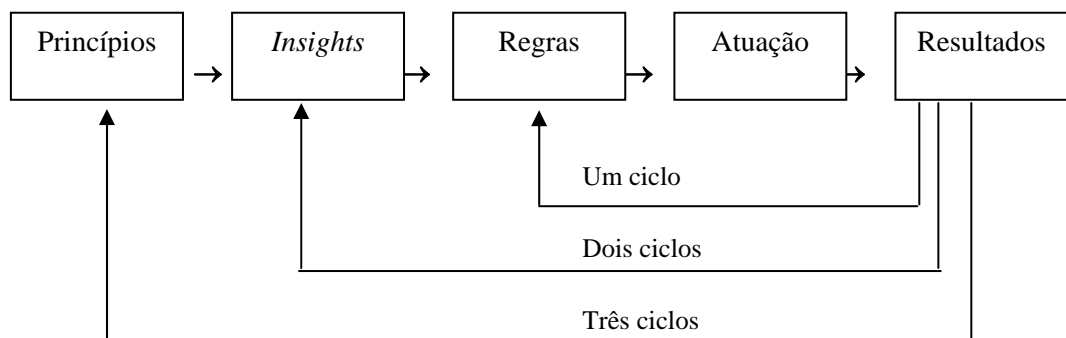 Princípios
Insights
Regras
Atuação
Resultados
Um ciclo
Dois ciclos
Três ciclos